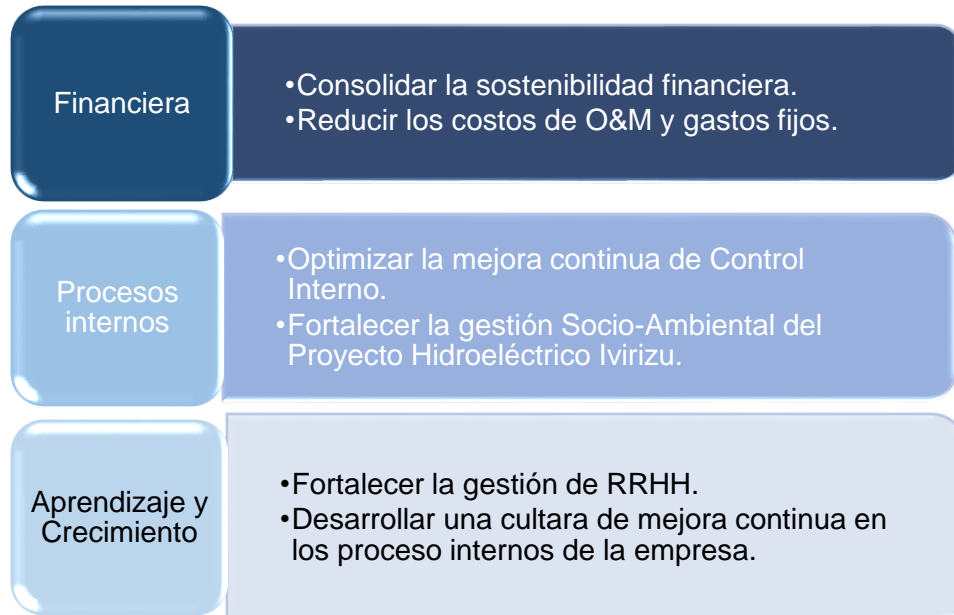 Financiera
•Consolidar la sostenibilidad financiera.
•Reducir los costos de O&M y gastos fijos.
Procesos
internos
•Optimizar la mejora continua de Control
Interno.
•Fortalecer la gestión Socio-Ambiental del
Proyecto Hidroeléctrico Ivirizu.
Aprendizaje y
Crecimiento
•Fortalecer la gestión de RRHH.
•Desarrollar una cultara de mejora continua en
los proceso internos de la empresa.